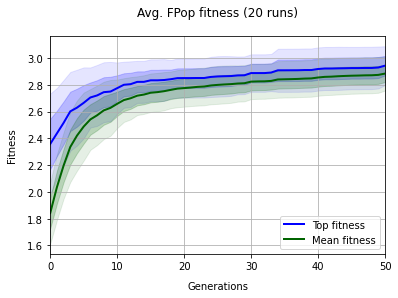 Avg. FPop fitness (20 runs)
3.0
2.8
2.6
2.4
2.2
2.0
1.8
1.6
Fitness
Top fitness
Mean fitness
0 10 20 30 40 50
Generations